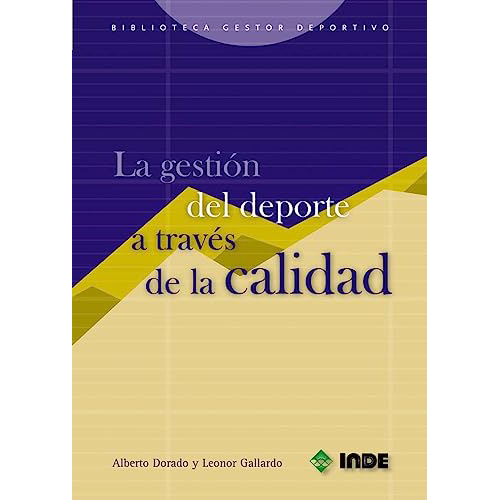 BIBLIOTECA GESTOR DEPORTIVO
La gestión
del deporte
a través
de la calidad
Alberto Dorado y Leonor Gallardo
INDE